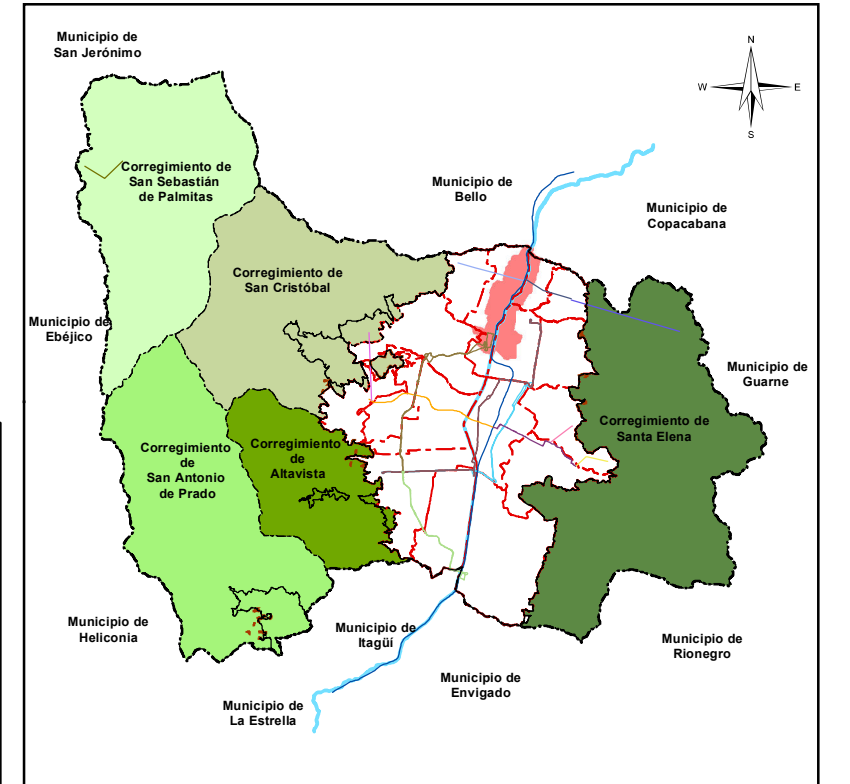 Municipio de
San Jerónimo
N
W
E
S
Corregimiento de
San Sebastián
de Palmitas
Municipio de
Bello
Municipio de
Copacabana
Corregimiento de
San Cristóbal
Municipio de
Ebéjico
Municipio de
Guarne
Corregimiento de
Santa Elena
Corregimiento
de
San Antonio
de Prado
Corregimiento
de
Altavista
Municipio de
Heliconia
Municipio de
Itagüí
Municipio de
Rionegro
Municipio de
Envigado
Municipio de
La Estrella